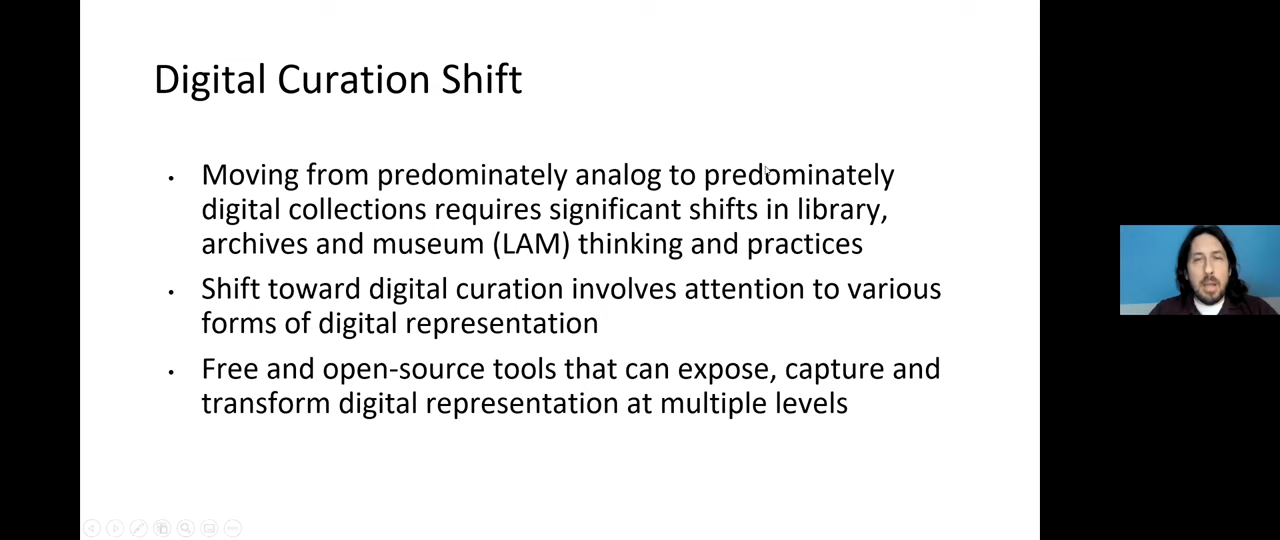 Digital Curation Shift
• Moving from predominately analog to predominately
digital collections requires significant shifts in library,
archives and museum (LAM) thinking and practices
• Shift toward digital curation involves attention to various
forms of digital representation
• Free and open-source tools that can expose, capture and
transform digital representation at multiple levels